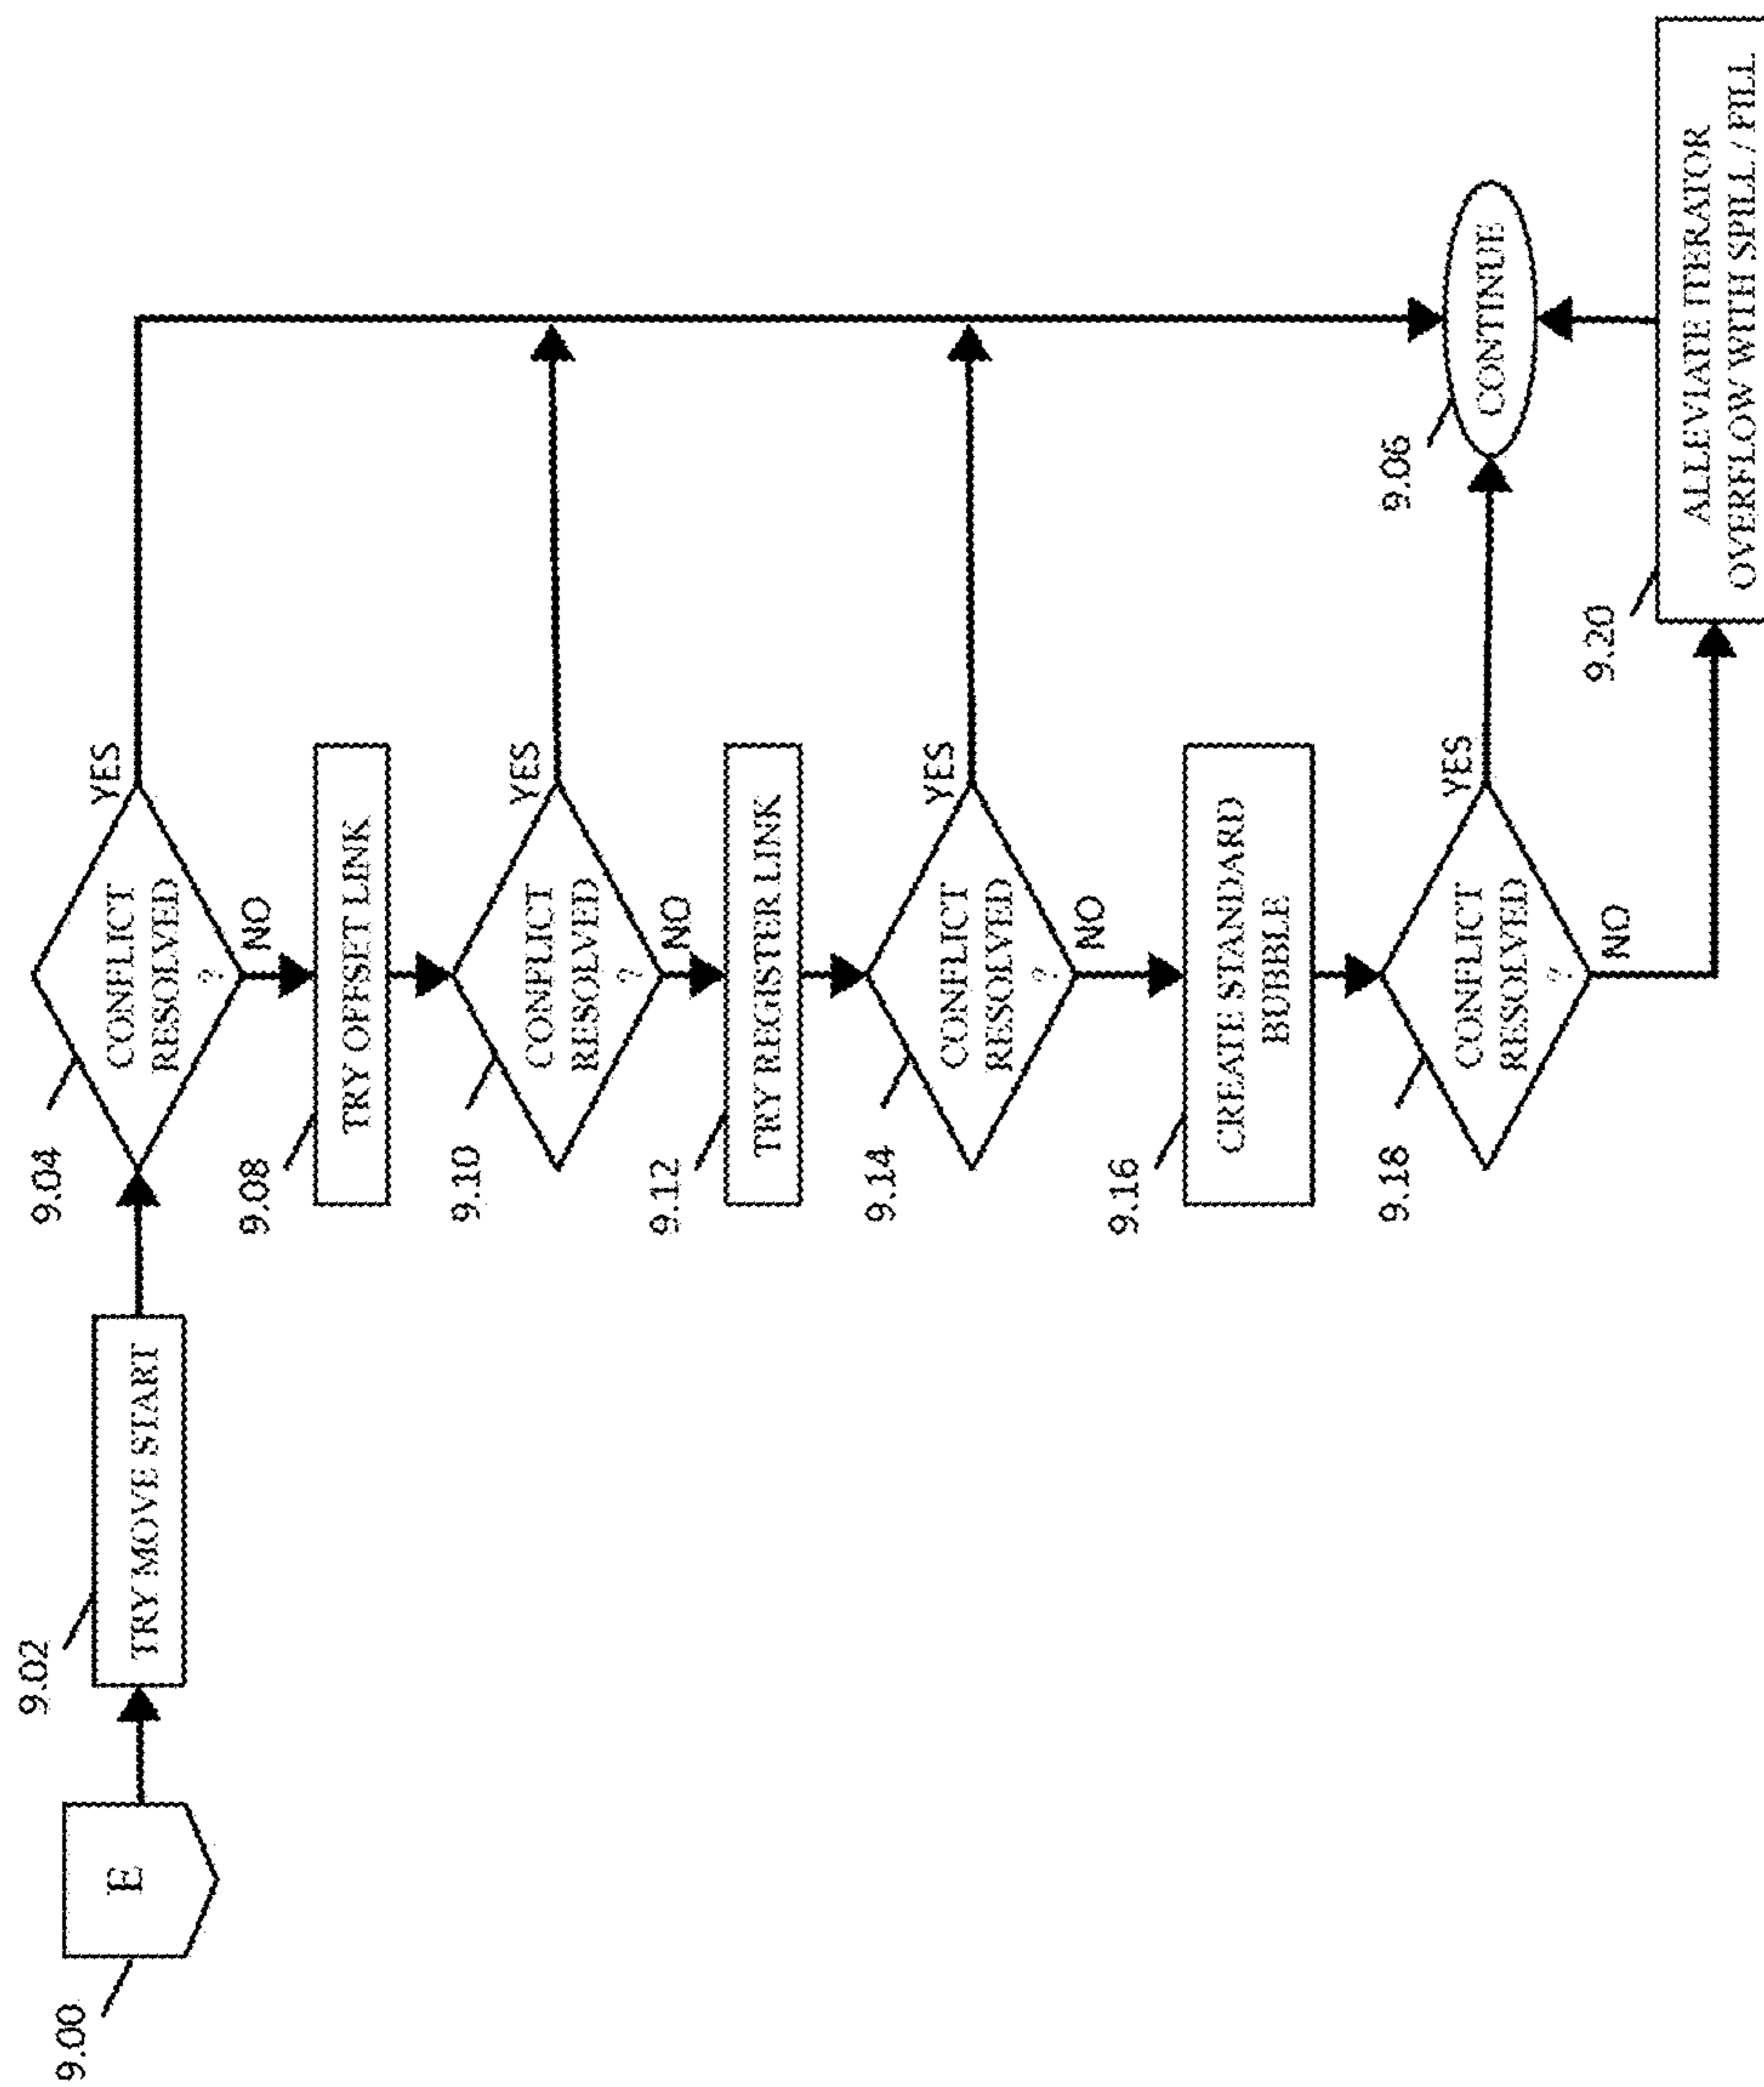 9.00
E
9.02
TRY MOVE START
9.04
CONFLICT
RESOLVED
?
YES
NO
9.08
TRY OFFSET LINK
9.10
CONFLICT
RESOLVED
?
YES
NO
9.12
TRY REGISTER LINK
9.14
CONFLICT
RESOLVED
?
YES
NO
9.16
CREATE STANDARD
BUBBLE
9.18
CONFLICT
RESOLVED
?
YES
NO
9.06
CONTINUE
9.20
ALLEVIATE ITERATOR
OVERFLOW WITH SPILL / FILL